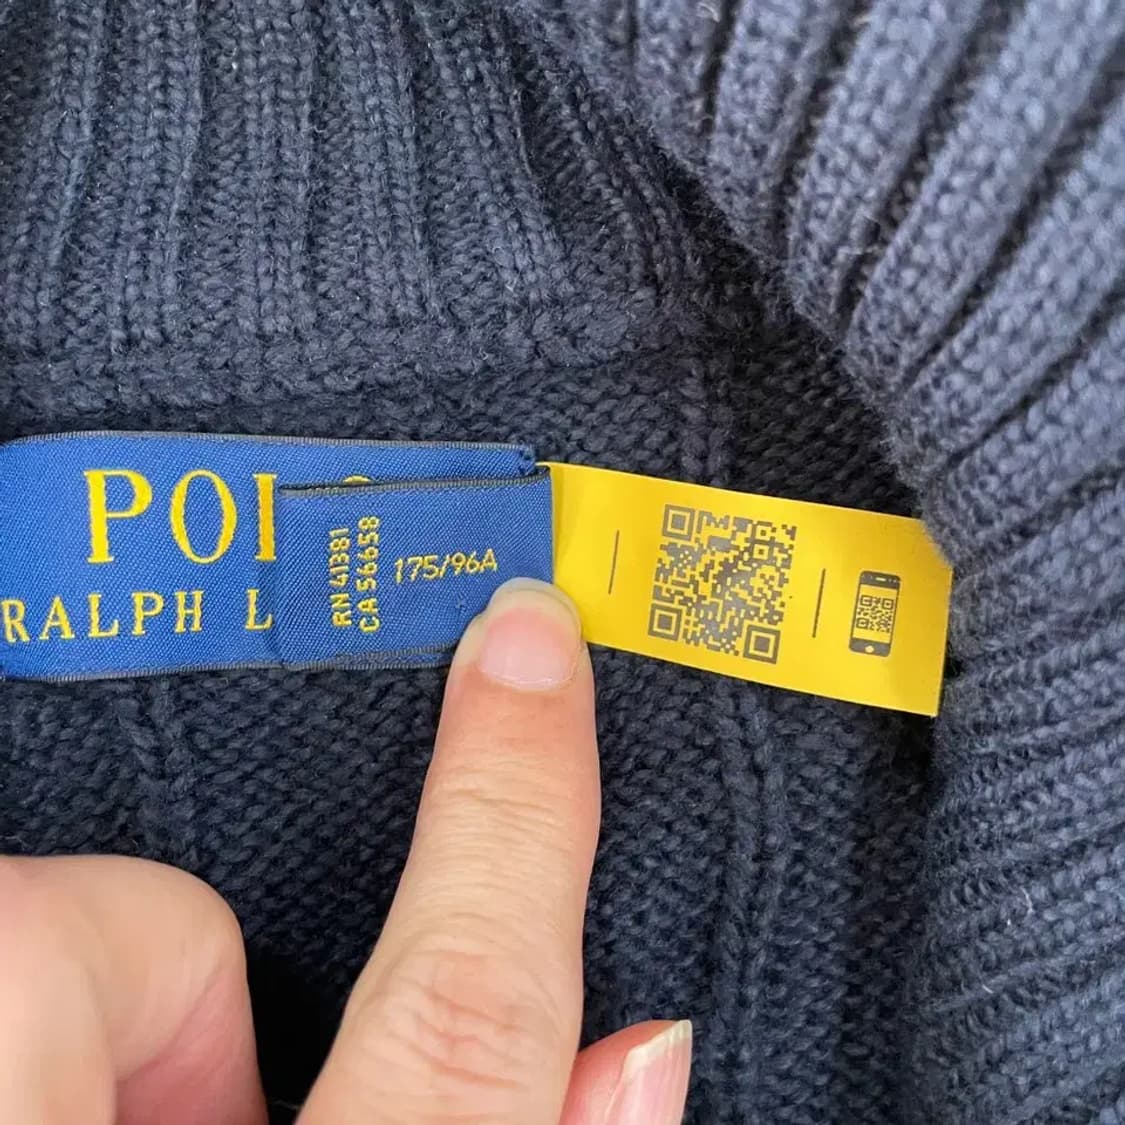 POL
RALPH L
RN 41381
CA 56658
175/96A